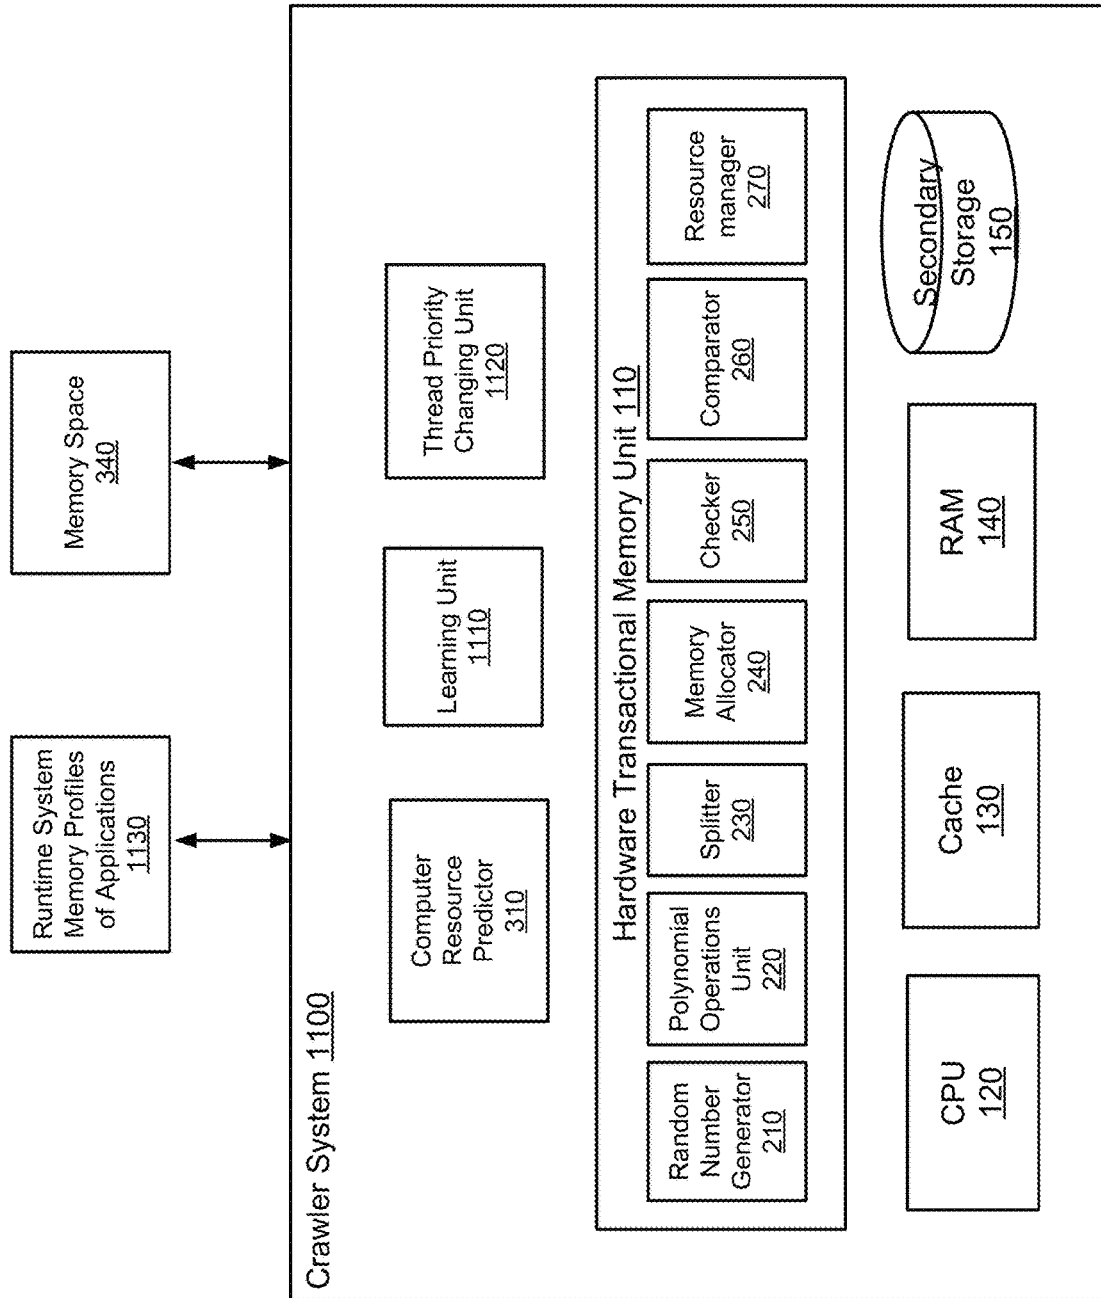 Runtime System
Memory Profiles
of Applications
1130
Memory Space
340
Crawler System 1100
Computer
Resource
Predictor
310
Learning Unit
1110
Thread Priority
Changing Unit
1120
Hardware Transactional Memory Unit 110
Random
Number
Generator
210
Polynomial
Operations
Unit
220
Splitter
230
Memory
Allocator
240
Checker
250
Comparator
260
Resource
manager
270
CPU
120
Cache
130
RAM
140
Secondary
Storage
150